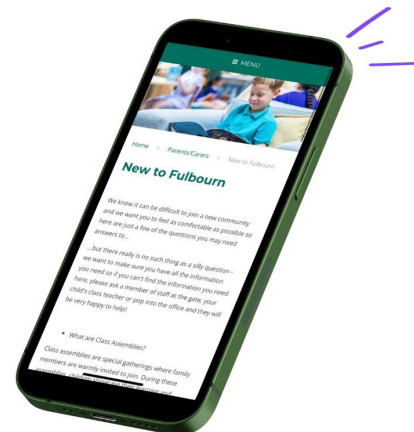 ≡ MENU
Home > Parents/Carers > New to Fulbourn
New to Fulbourn
We know it can be difficult to join a new community
and we want you to feel as comfortable as possible so
here are just a few of the questions you may need
answers to...
...but there really is no such thing as a silly question -
we want to make sure you have all the information
you need so if you can't find the information you need
here, please ask a member of staff at the gate, your
child's class teacher or pop into the office and they will
be very happy to help!
• What are Class Assemblies?
Class assemblies are special gatherings where family
members are warmly invited to join. During these
assemblies, children share their learning and